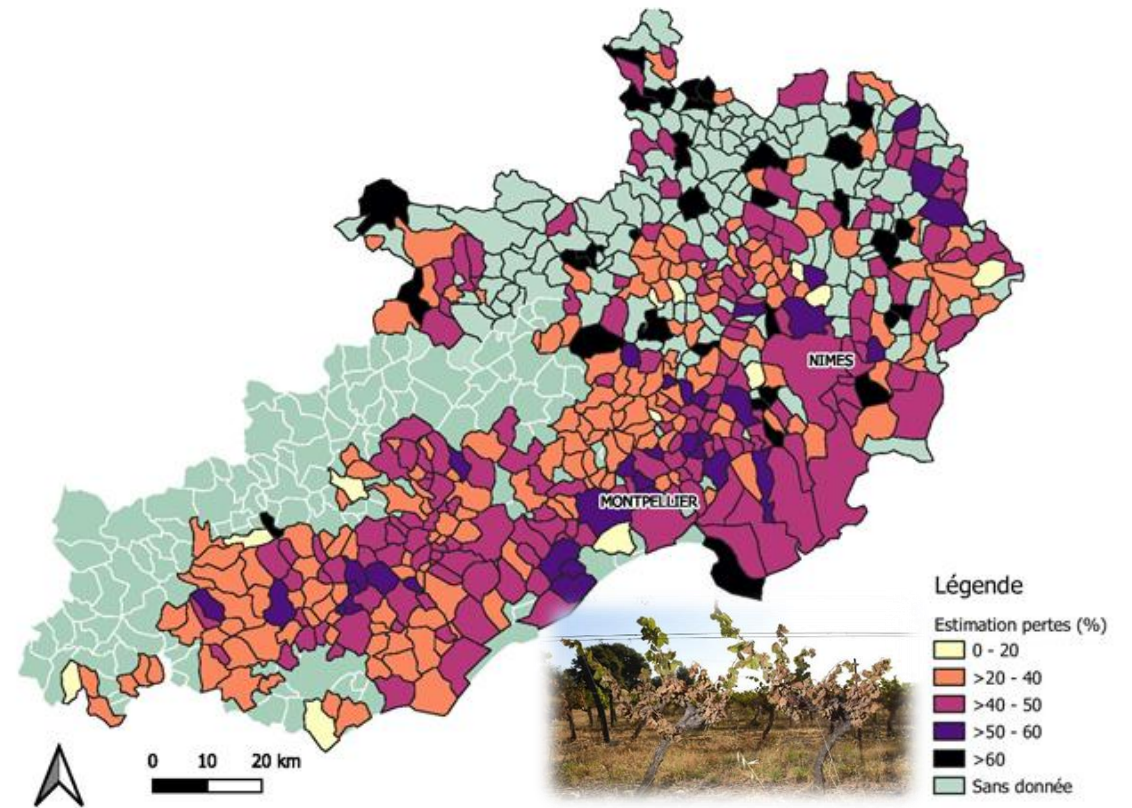 NIMES
MONTPELLIER
Légende
Estimation pertes (%)
0 - 20
>20 - 40
>40 - 50
>50 - 60
>60
Sans donnée
0 10 20 km